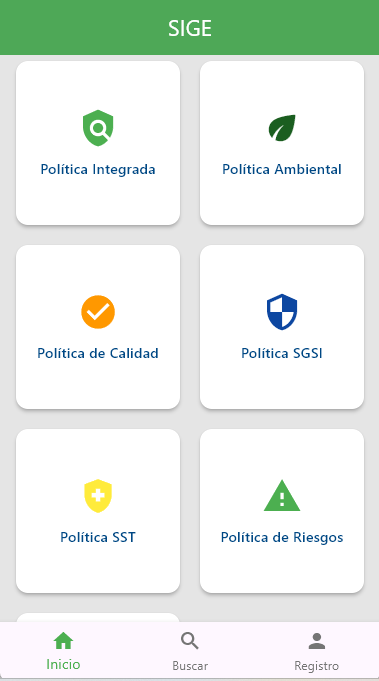 SIGE
Política Integrada
Política Ambiental
Política de Calidad
Política SGSI
Política SST
Política de Riesgos
Inicio
Buscar
Registro